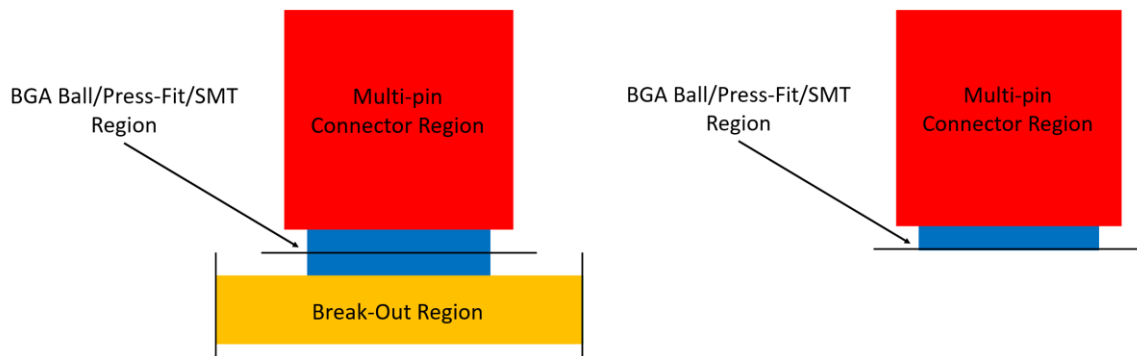 BGA Ball/Press-Fit/SMT
Region
Multi-pin
Connector Region
Break-Out Region
BGA Ball/Press-Fit/SMT
Region
Multi-pin
Connector Region